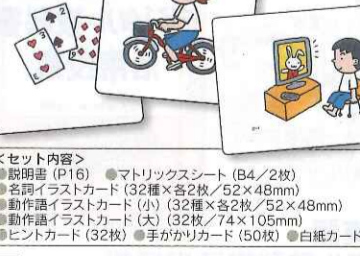 <セット内容>
●説明書（P16） ●マトリックスシート（B4／2枚）
●名詞イラストカード（32種×各2枚／52×48mm）
●動作語イラストカード（小）（32種×各2枚／52×48mm）
●動作語イラストカード（大）（32枚／74×105mm）
●ヒントカード（32枚）●手がかりカード（50枚）●白紙カード